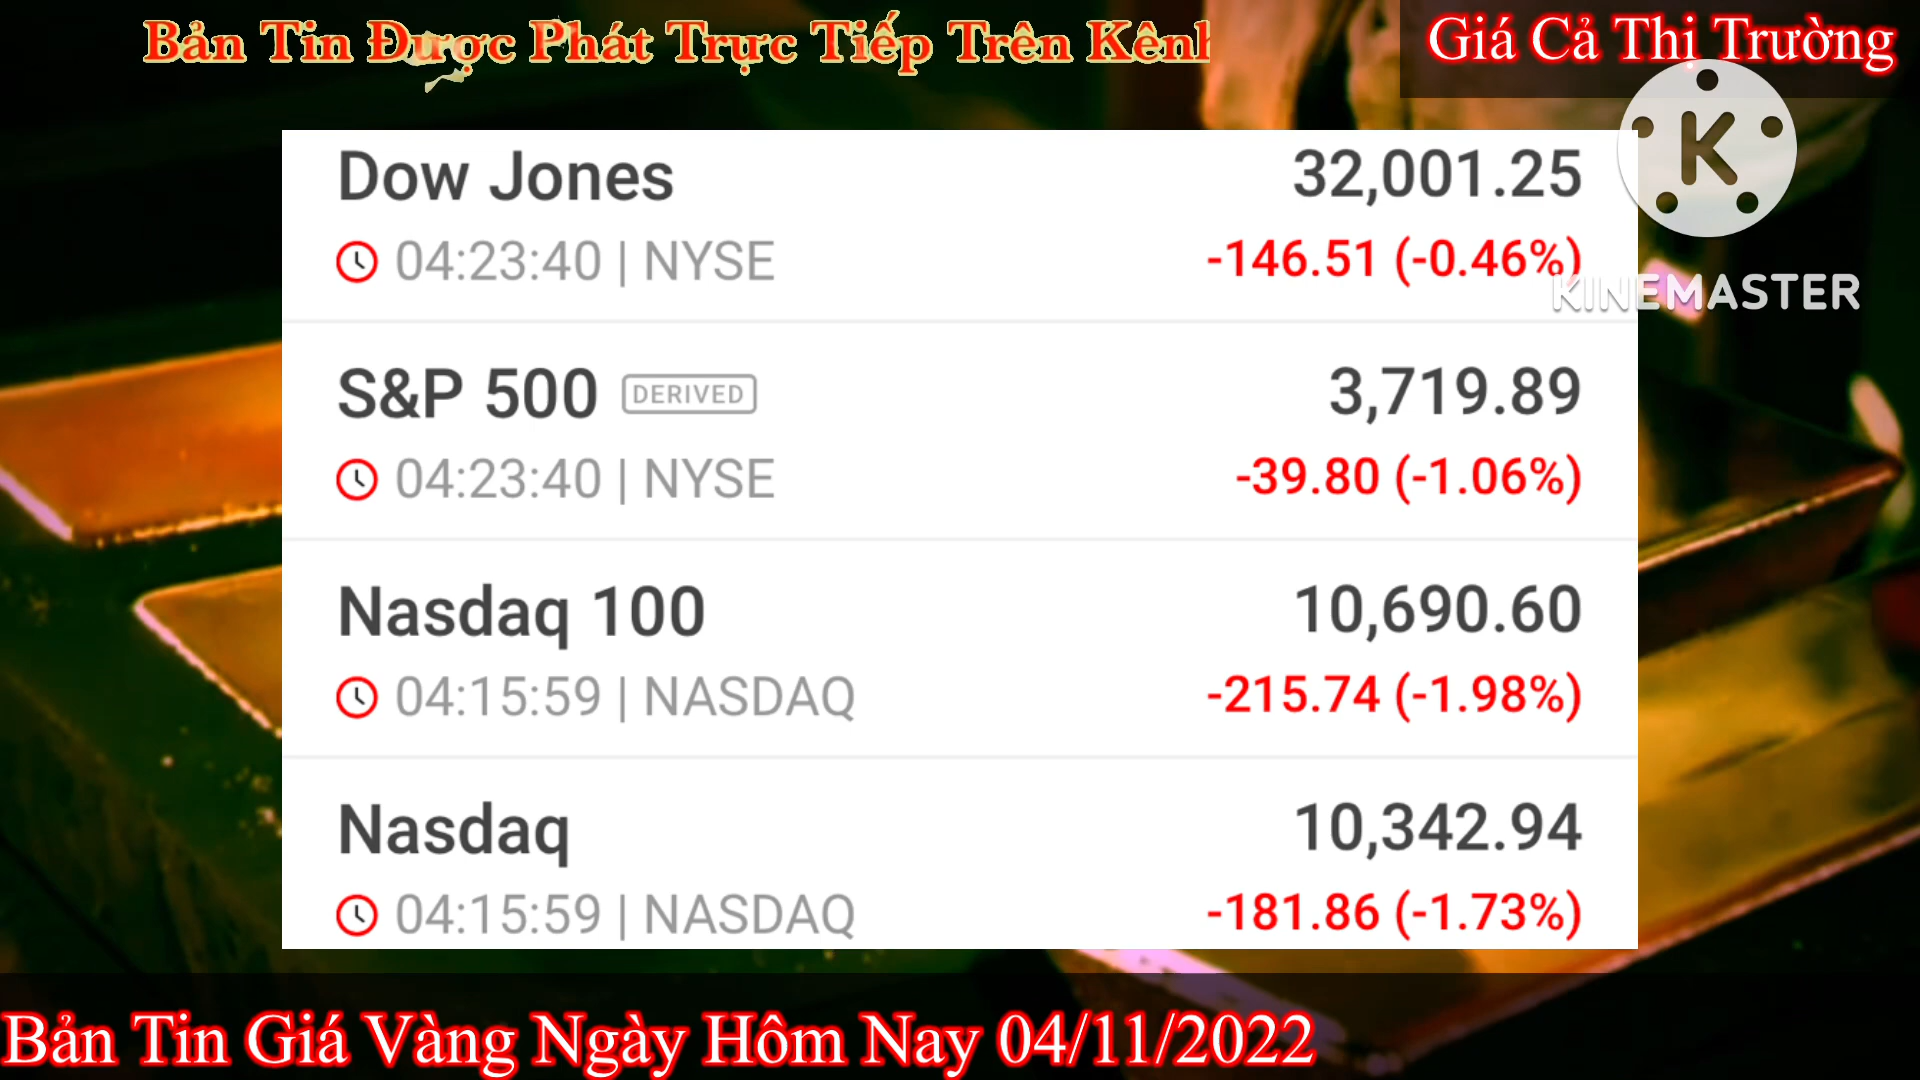 Bản Tin Được Phát Trực Tiếp Trên Kênh
Giá Cả Thi Trường
K
KINEMASTER
Dow Jones 32,001.25
04:23:40 | NYSE -146.51 (-0.46%)
S&P 500 DERIVED 3,719.89
04:23:40 | NYSE -39.80 (-1.06%)
Nasdaq 100 10,690.60
04:15:59 | NASDAQ -215.74 (-1.98%)
Nasdaq 10,342.94
04:15:59 | NASDAQ -181.86 (-1.73%)
Bản Tin Giá Vàng Ngày Hôm Nay 04/11/2022